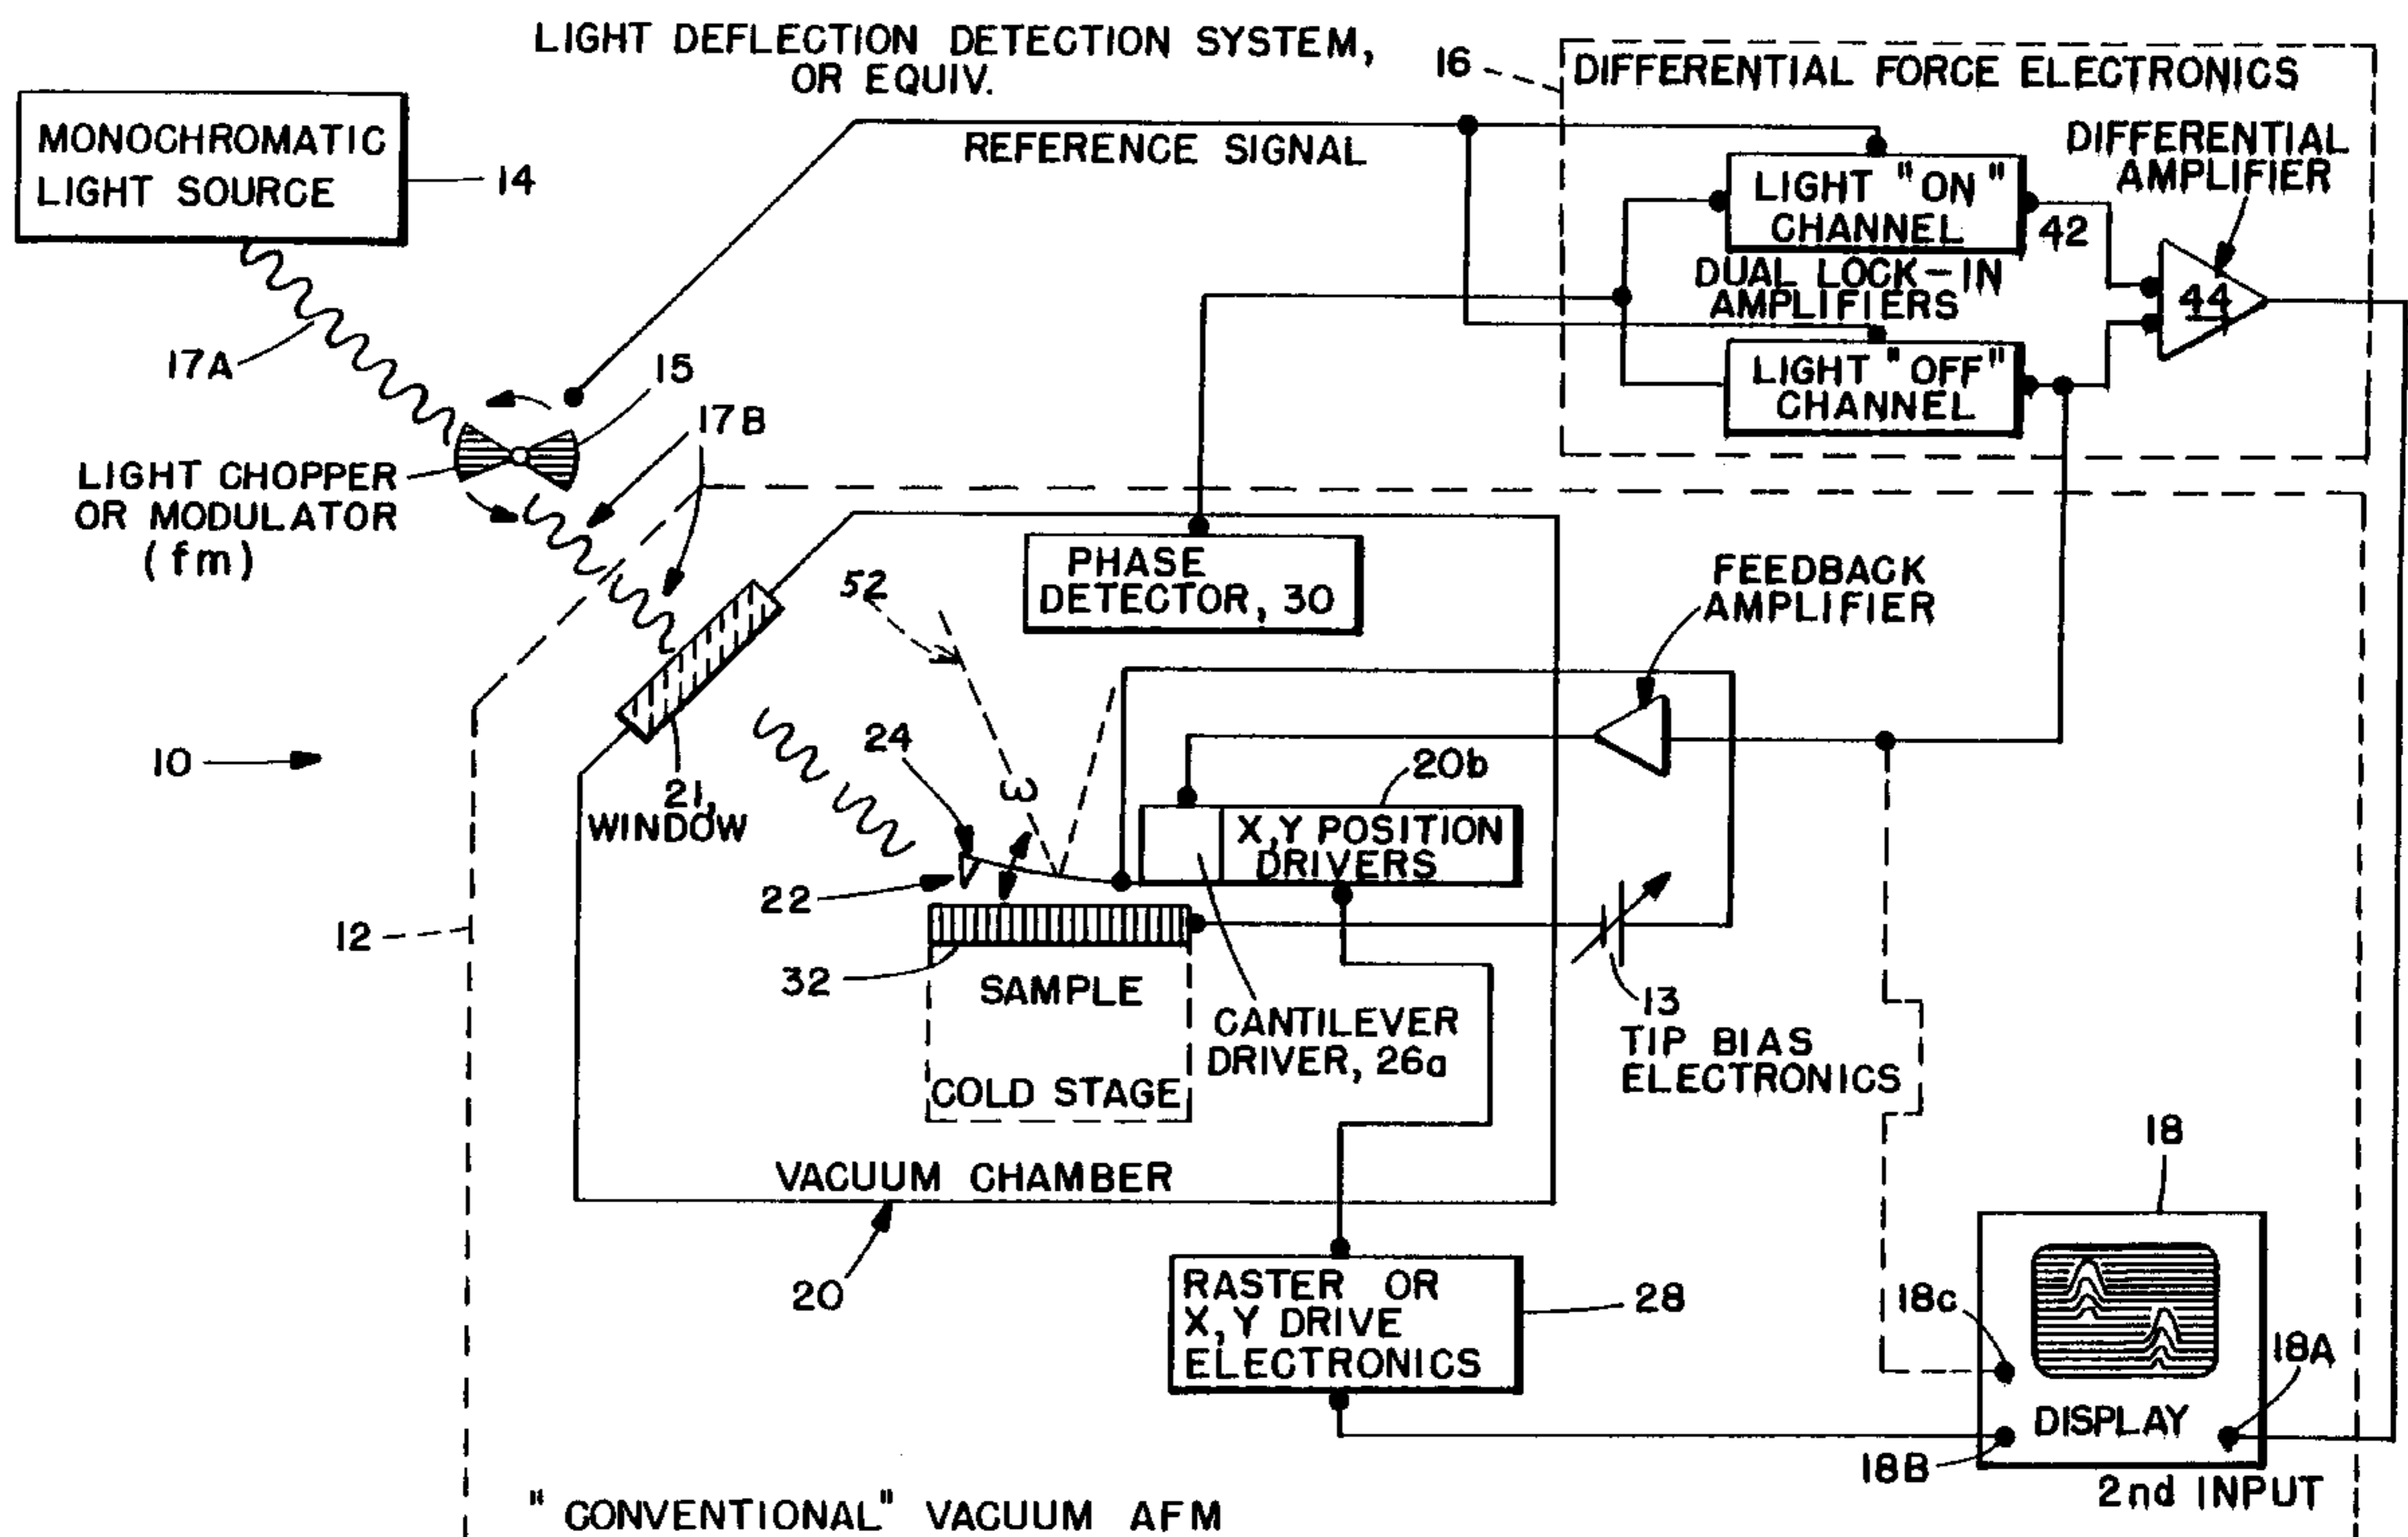 LIGHT DEFLECTION DETECTION SYSTEM,
OR EQUIV.
16
DIFFERENTIAL FORCE ELECTRONICS
MONOCHROMATIC
LIGHT SOURCE
14
REFERENCE SIGNAL
DIFFERENTIAL
AMPLIFIER
LIGHT "ON"
CHANNEL
42
DUAL LOCK-IN
AMPLIFIERS
44
LIGHT "OFF"
CHANNEL
17A
15
17B
LIGHT CHOPPER
OR MODULATOR
(fm)
PHASE
DETECTOR, 30
52
FEEDBACK
AMPLIFIER
10
24
21,
WINDOW
3
20b
X,Y POSITION
DRIVERS
22
12
32
SAMPLE
CANTILEVER
DRIVER, 26a
13
TIP BIAS
ELECTRONICS
COLD STAGE
VACUUM CHAMBER
20
18
RASTER OR
X,Y DRIVE
ELECTRONICS
28
18c
18A
DISPLAY
18B
2nd INPUT
"CONVENTIONAL" VACUUM AFM